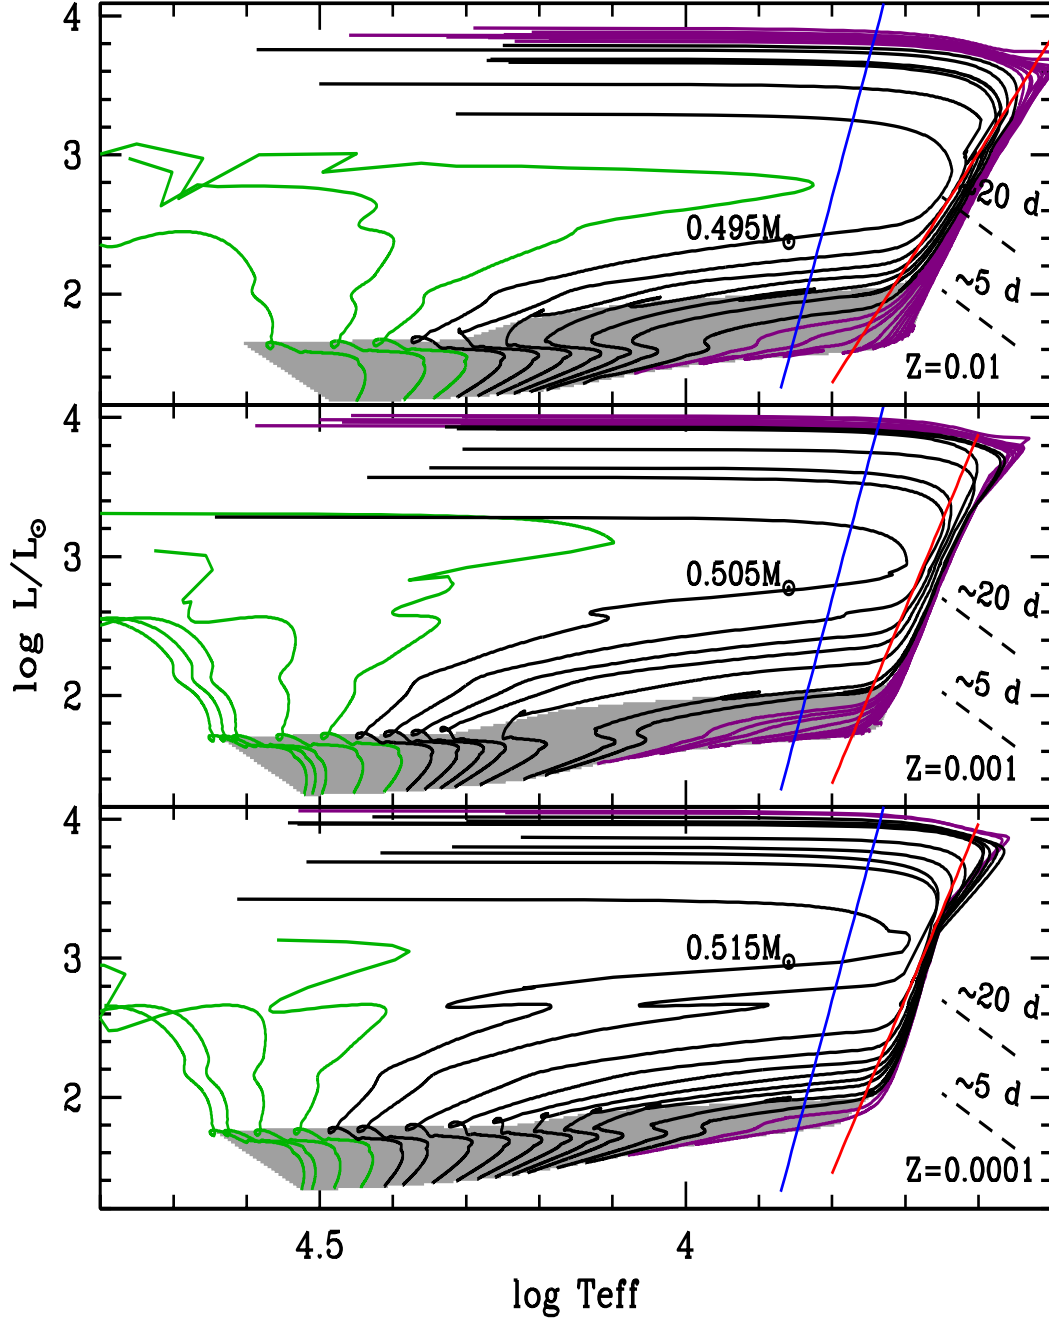 4
3
2
0.495M⊙
~20 d
~5 d
Z=0.01
4
3
2
0.505M⊙
~20 d
~5 d
Z=0.001
log L/L⊙
4
3
2
0.515M⊙
~20 d
~5 d
Z=0.0001
4.5 4
log Teff